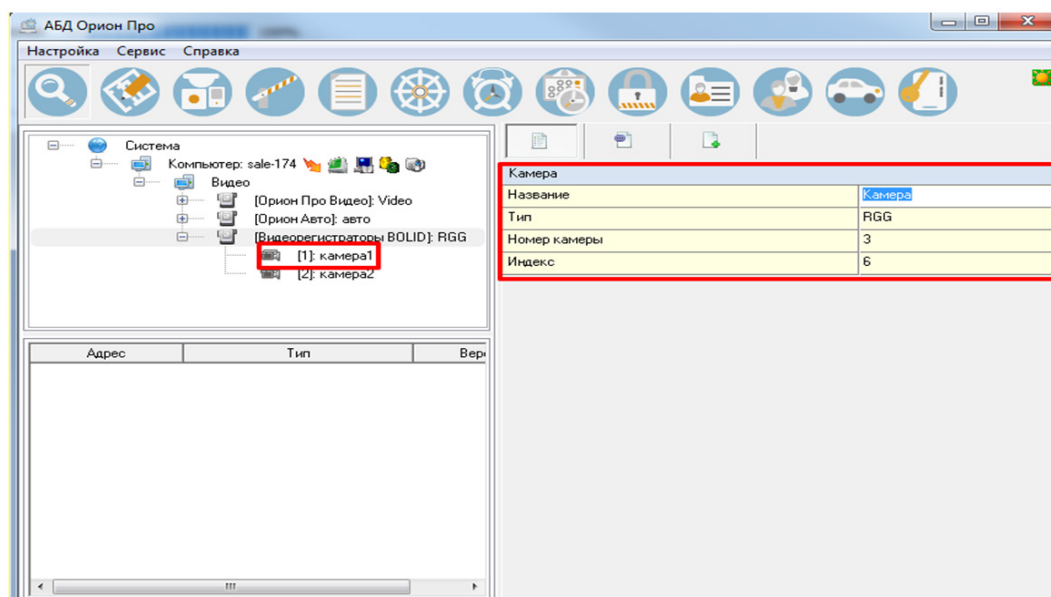 АБД Орион Про
Настройка Сервис Справка
Система
Компьютер: sale-174
Видео
[Орион Про Видео]: Video
[Орион Авто]: авто
[Видеорегистраторы BOLID]: RGG
[1]: камера1
[2]: камера2
Адрес Тип
Камера
Название Камера
Тип RGG
Номер камеры 3
Индекс 6